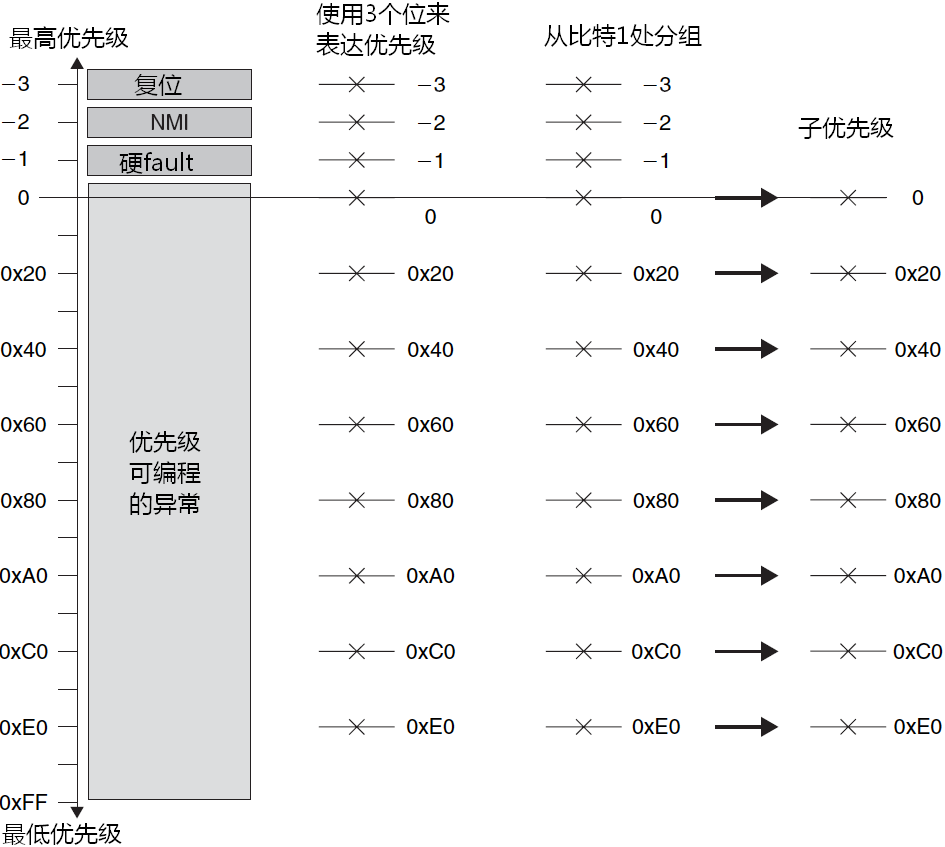 最高优先级
使用3个位来
表达优先级
从比特1处分组
子优先级
−3 复位 −3 −3
−2 NMI −2 −2
−1 硬fault −1 −1
0 0 0 0
0x20 0x20 0x20 0x20
0x40 0x40 0x40 0x40
0x60 0x60 0x60 0x60
优先级
可编程
的异常
0x80 0x80 0x80 0x80
0xA0 0xA0 0xA0 0xA0
0xC0 0xC0 0xC0 0xC0
0xE0 0xE0 0xE0 0xE0
0xFF
最低优先级